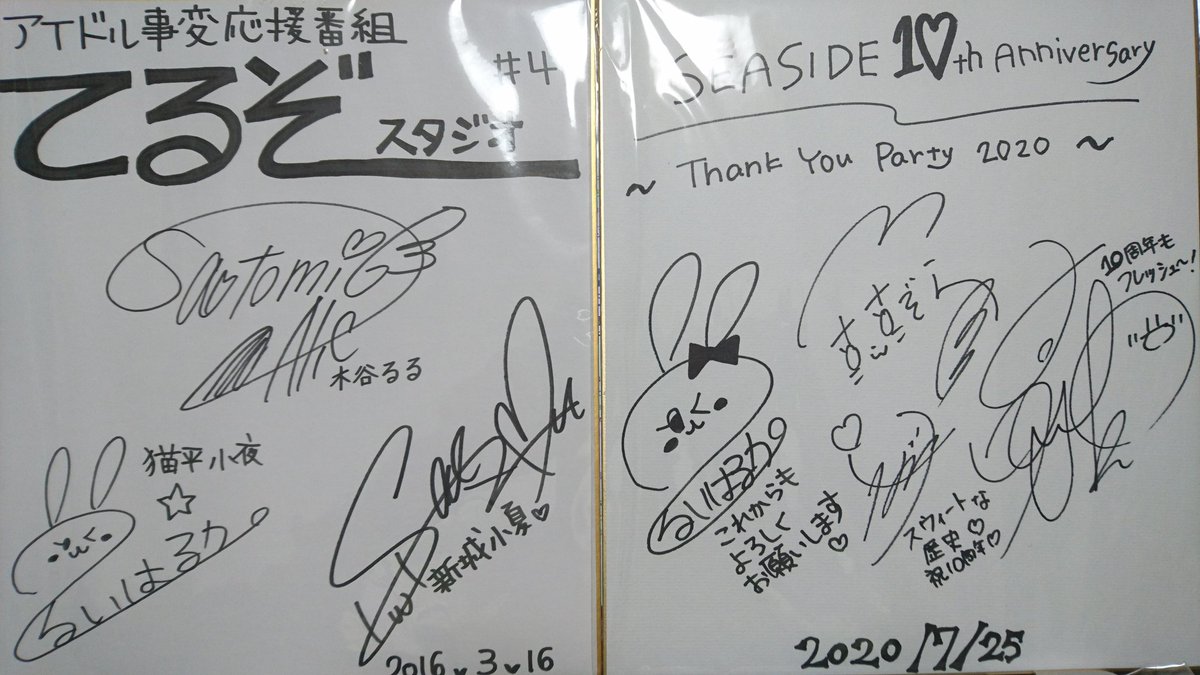 アイドル事変応援番組
#4
てるぞ
スタジオ
Satomi
木谷るる
猫平小夜
るいはるか
新城小夏♡
2016.3♥16
SEASIDE 10th Anniversary
~ Thank You Party 2020 ~
10周年も
フレッシュ〜!
るいはるか
これからも
よろしく
お願いします
♡
スウィートな
歴史♡
祝10周年♡
2020/7/25